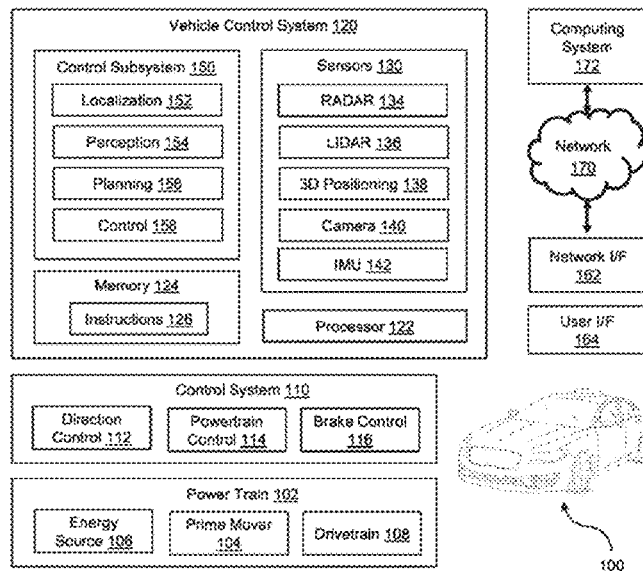 Vehicle Control System 120
Control Subsystem 150
Localization 152
Perception 154
Planning 156
Control 158
Memory 124
Instructions 126
Sensors 130
RADAR 134
LIDAR 136
3D Positioning 138
Camera 140
IMU 142
Processor 122
Computing
System
172
Network
170
Network I/F
162
User I/F
164
Control System 110
Direction
Control 112
Powertrain
Control 114
Brake Control
116
Power Train 102
Energy
Source 106
Prime Mover
104
Drivetrain 108
100